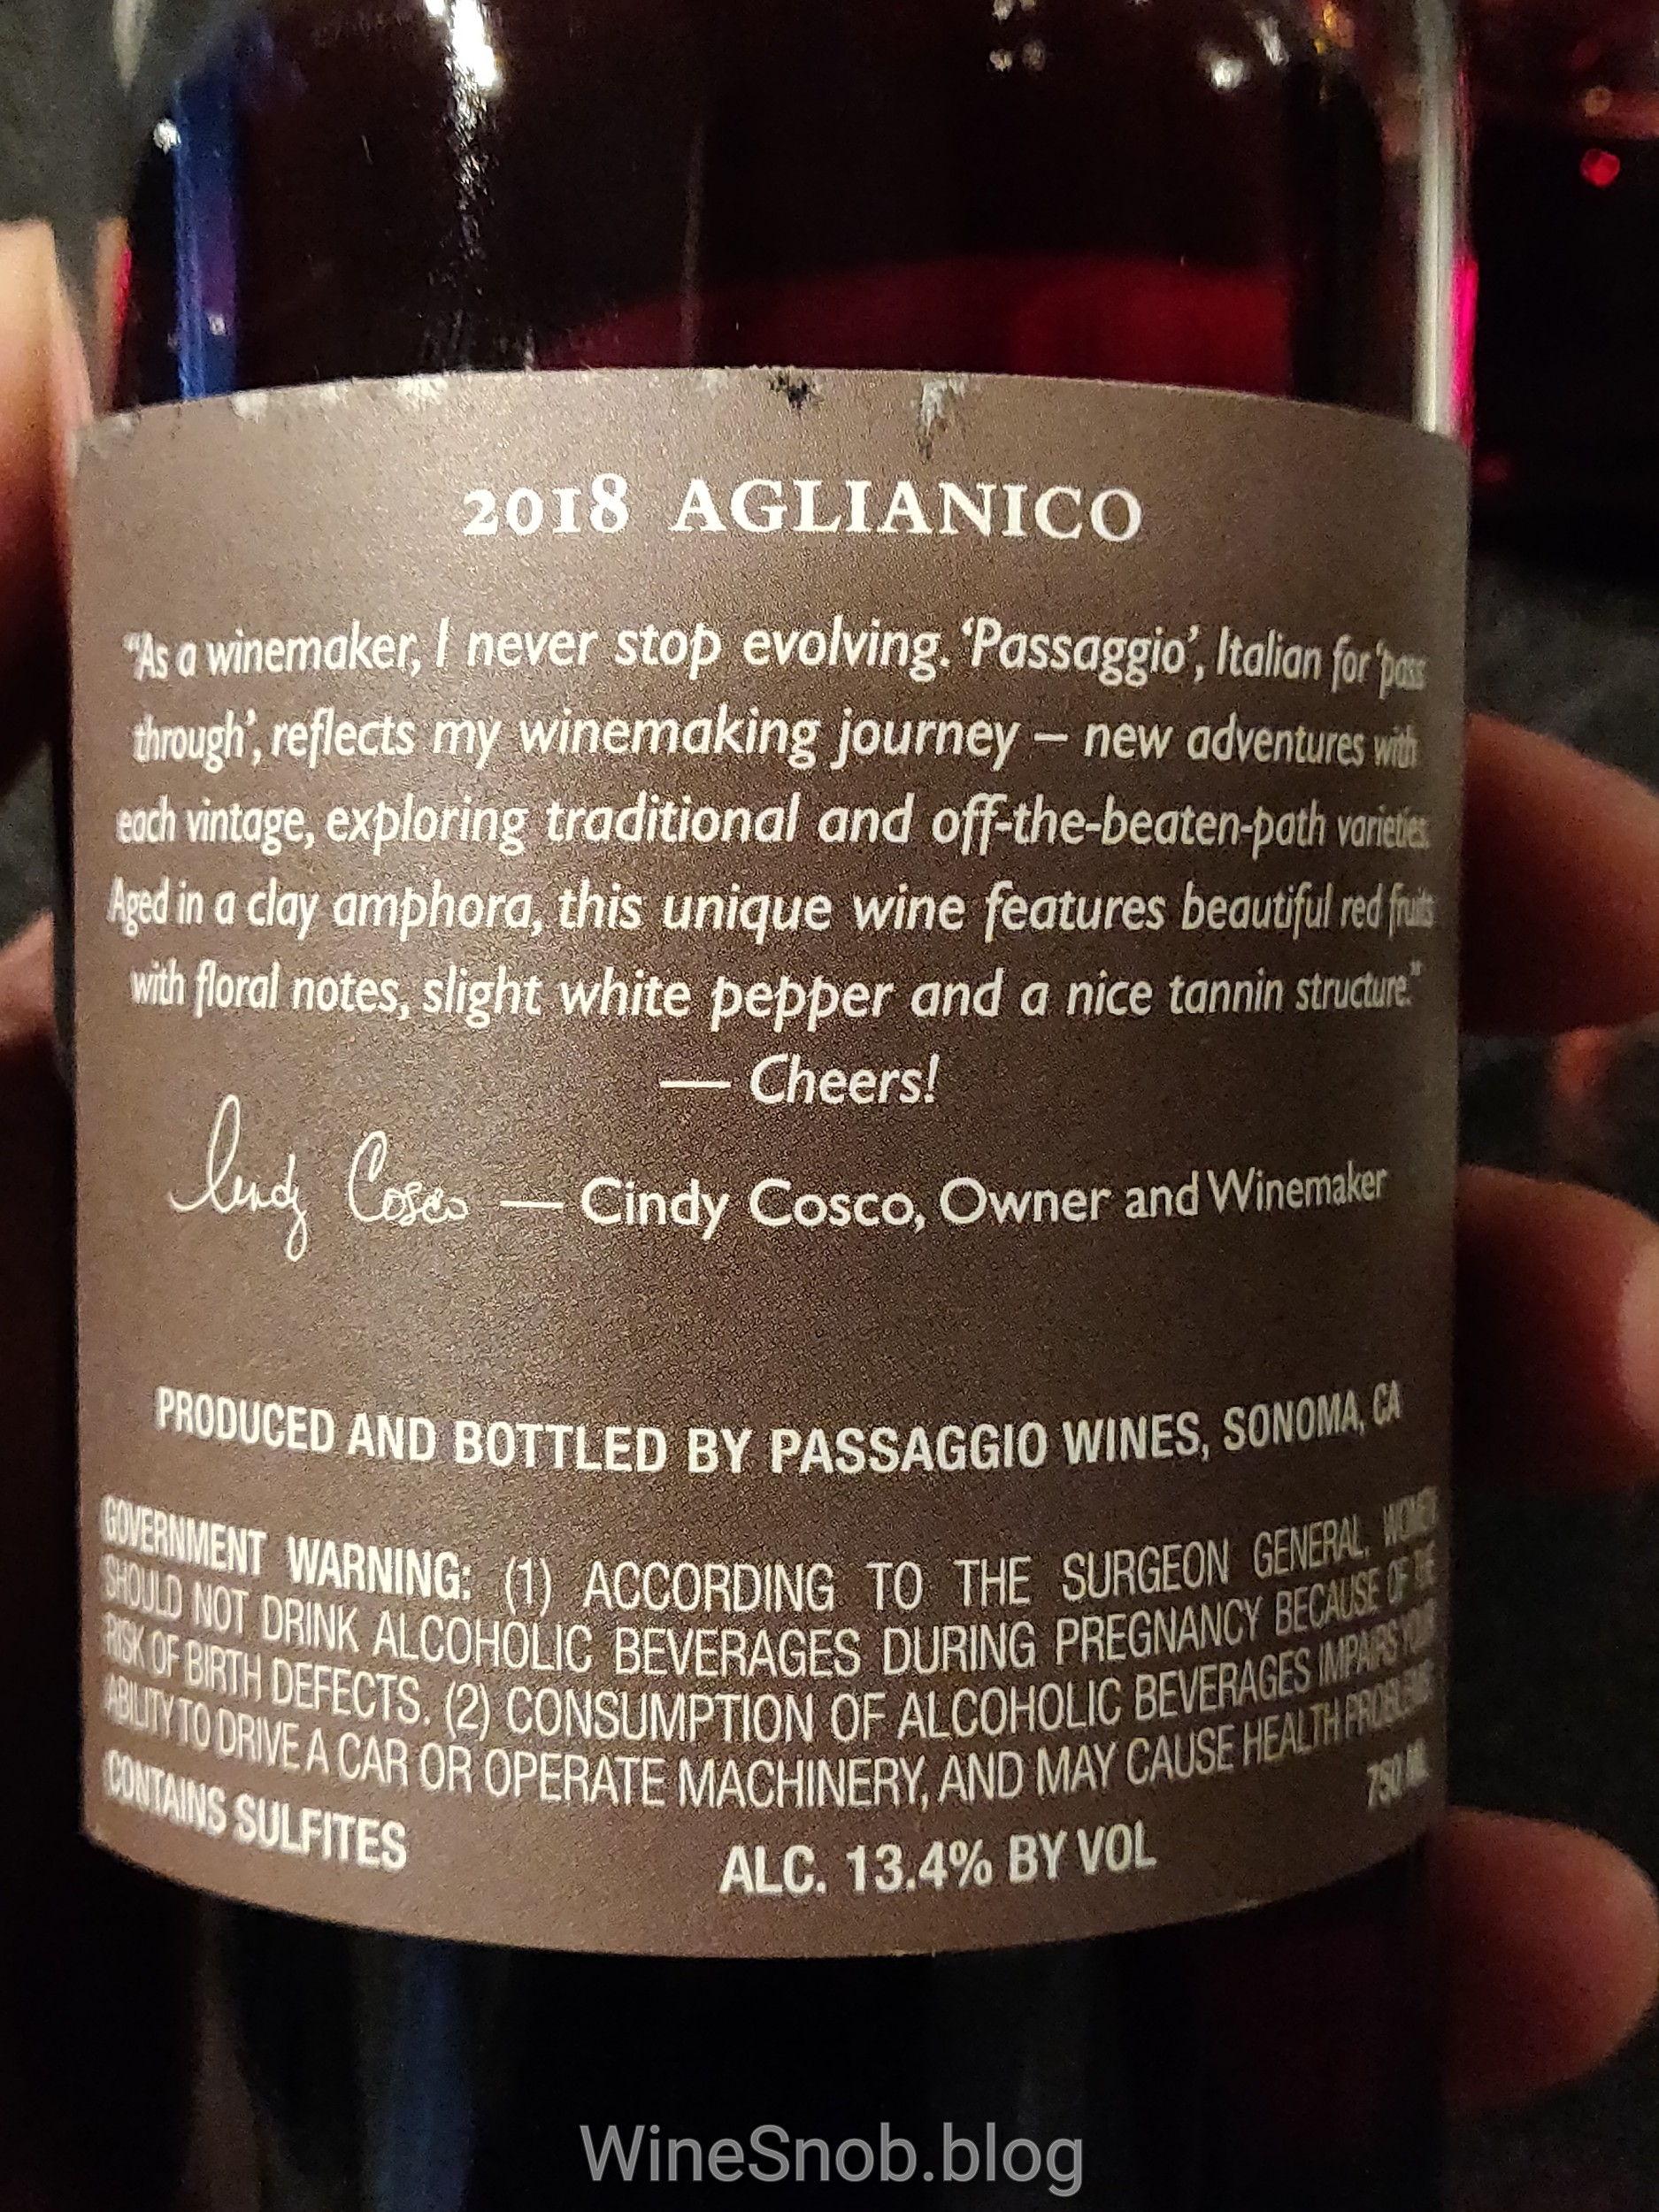 2018 AGLIANICO
“As a winemaker, I never stop evolving. ‘Passaggio’, Italian for ‘pass
through’, reflects my winemaking journey – new adventures with
each vintage, exploring traditional and off-the-beaten-path varieties.
Aged in a clay amphora, this unique wine features beautiful red fruits
with floral notes, slight white pepper and a nice tannin structure.”
— Cheers!
Cindy Cosco — Cindy Cosco, Owner and Winemaker
PRODUCED AND BOTTLED BY PASSAGGIO WINES, SONOMA, CA
GOVERNMENT WARNING: (1) ACCORDING TO THE SURGEON GENERAL, WOMEN
SHOULD NOT DRINK ALCOHOLIC BEVERAGES DURING PREGNANCY BECAUSE OF THE
RISK OF BIRTH DEFECTS. (2) CONSUMPTION OF ALCOHOLIC BEVERAGES IMPAIRS YOUR
ABILITY TO DRIVE A CAR OR OPERATE MACHINERY, AND MAY CAUSE HEALTH PROBLEMS
CONTAINS SULFITES ALC. 13.4% BY VOL 750 ML
WineSnob.blog